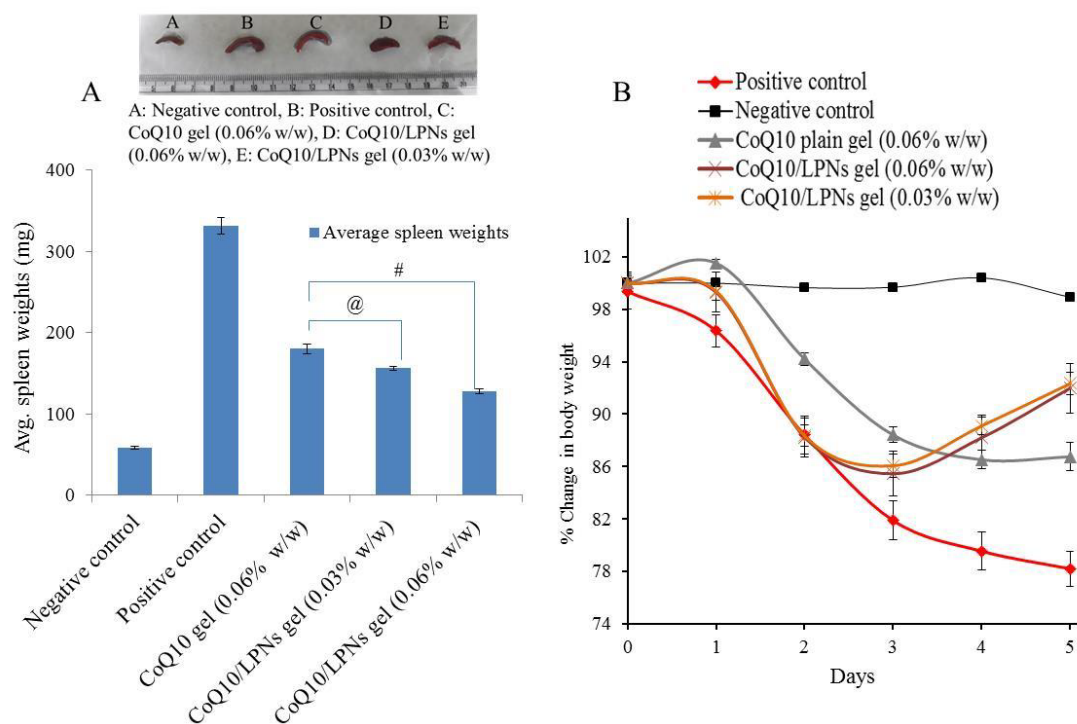 A B C D E
A
A: Negative control, B: Positive control, C:
CoQ10 gel (0.06% w/w), D: CoQ10/LPNs gel
(0.06% w/w), E: CoQ10/LPNs gel (0.03% w/w)
400
300
200
100
0
Avg. spleen weights (mg)
Average spleen weights
#
@
Negative control
Positive control
CoQ10 gel (0.06% w/w)
CoQ10/LPNs gel (0.03% w/w)
CoQ10/LPNs gel (0.06% w/w)
B
Positive control
Negative control
CoQ10 plain gel (0.06% w/w)
CoQ10/LPNs gel (0.06% w/w)
CoQ10/LPNs gel (0.03% w/w)
102
98
94
90
86
82
78
74
% Change in body weight
0 1 2 3 4 5
Days